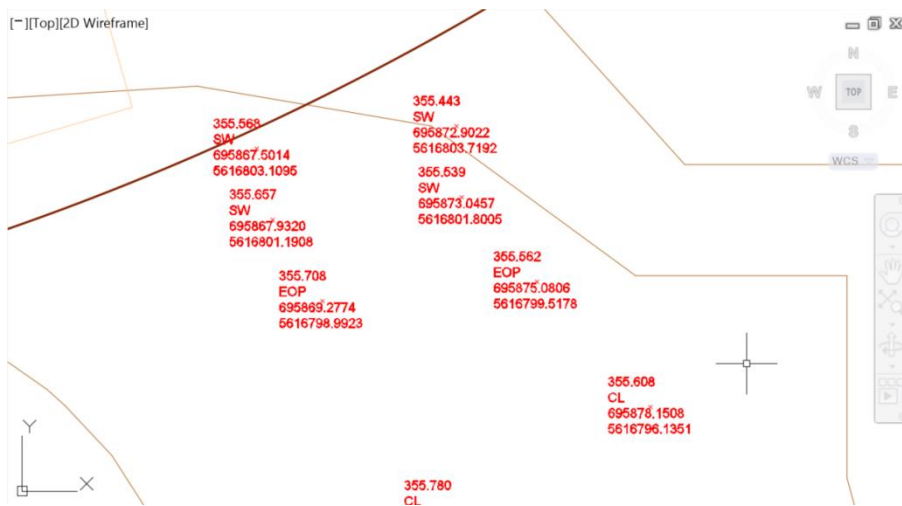 [−][Top][2D Wireframe]
N
W
TOP
E
S
WCS
355.443
SW
695872.9022
5616803.7192
355.568
SW
695867.5014
5616803.1095
355.539
SW
695873.0457
5616801.8005
355.657
SW
695867.9320
5616801.1908
355.562
EOP
695875.0806
5616799.5178
355.708
EOP
695869.2774
5616798.9923
355.608
CL
695878.1508
5616796.1351
355.780
CL
Y
X